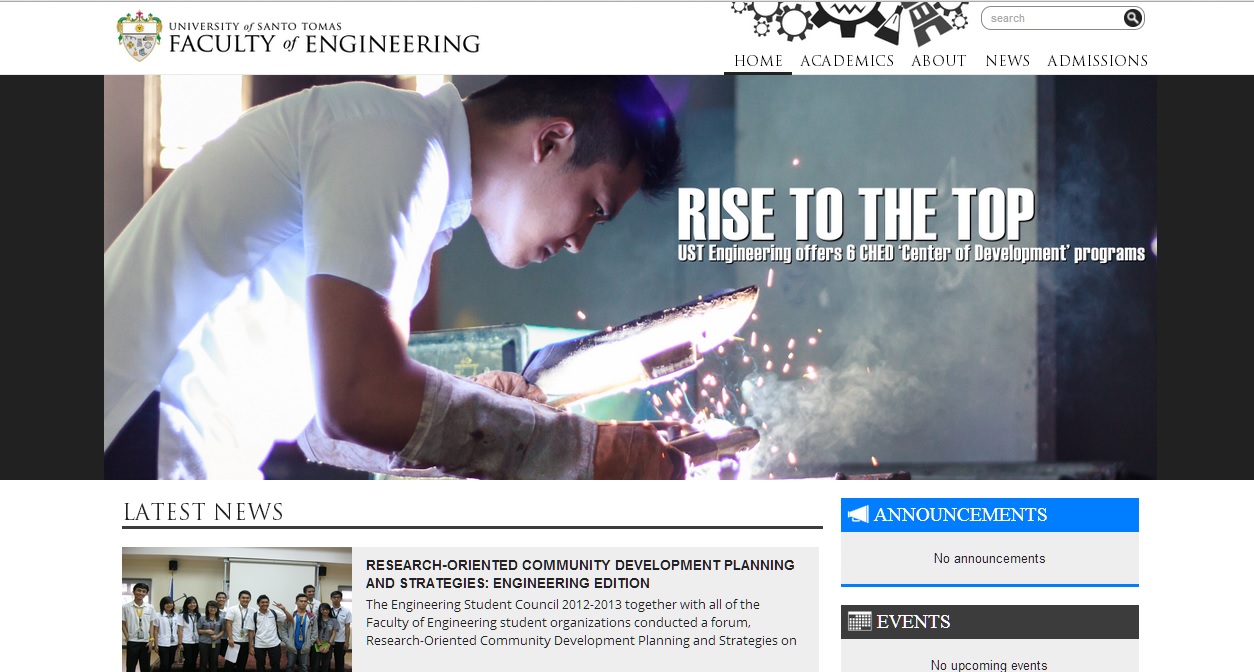 UNIVERSITY of SANTO TOMAS
FACULTY of ENGINEERING
search
HOME ACADEMICS ABOUT NEWS ADMISSIONS
RISE TO THE TOP
UST Engineering offers 6 CHED 'Center of Development' programs
LATEST NEWS
RESEARCH-ORIENTED COMMUNITY DEVELOPMENT PLANNING
AND STRATEGIES: ENGINEERING EDITION
The Engineering Student Council 2012-2013 together with all of the
Faculty of Engineering student organizations conducted a forum,
Research-Oriented Community Development Planning and Strategies on
ANNOUNCEMENTS
No announcements
EVENTS
No upcoming events